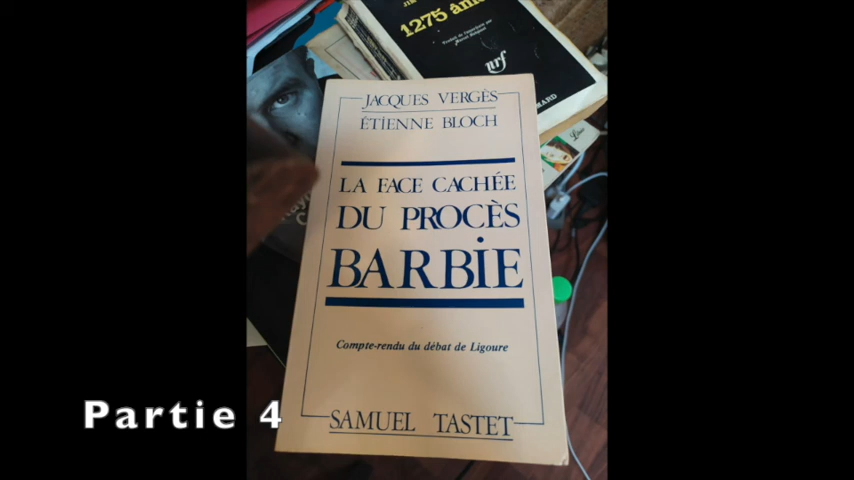 1275 âm
nrf
JACQUES VERGÈS
ÉTIENNE BLOCH
LA FACE CACHÉE
DU PROCÈS
BARBIE
Compte-rendu du débat de Ligoure
SAMUEL TASTET
Partie 4